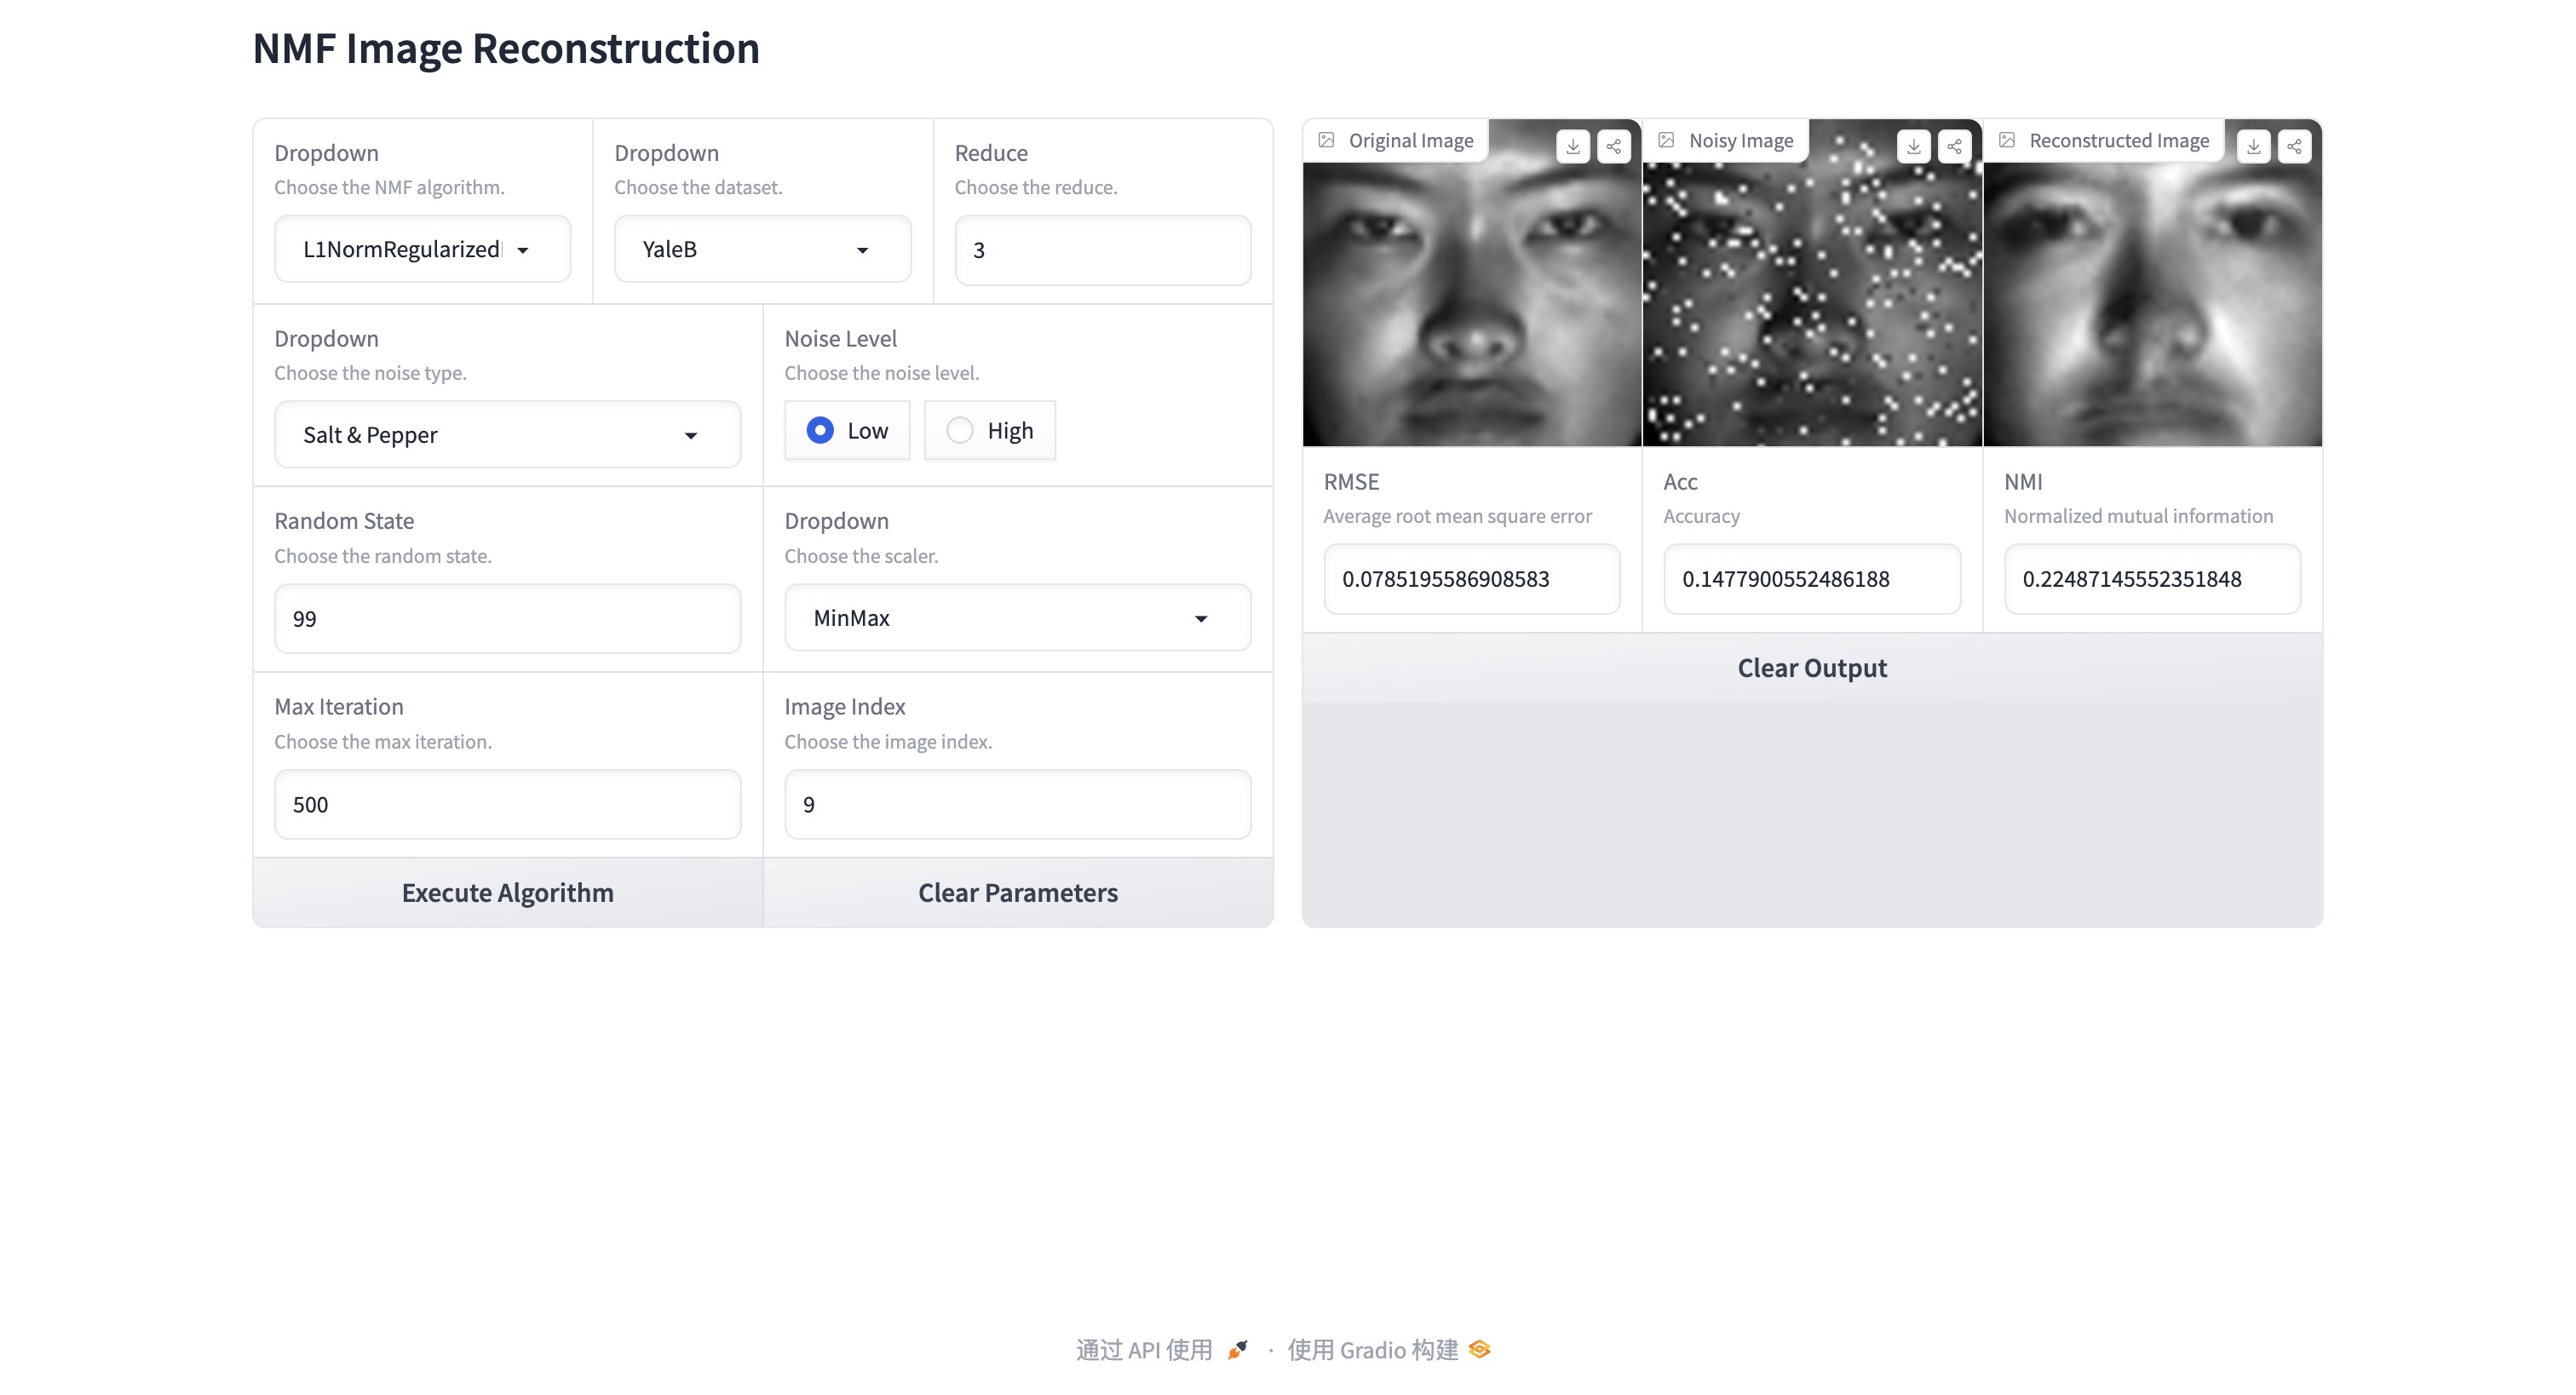 NMF Image Reconstruction
Dropdown
Choose the NMF algorithm.
L1NormRegularized
Dropdown
Choose the dataset.
YaleB
Reduce
Choose the reduce.
3
Dropdown
Choose the noise type.
Salt & Pepper
Noise Level
Choose the noise level.
Low
High
Random State
Choose the random state.
99
Dropdown
Choose the scaler.
MinMax
Max Iteration
Choose the max iteration.
500
Image Index
Choose the image index.
9
Execute Algorithm
Clear Parameters
Original Image
Noisy Image
Reconstructed Image
RMSE
Average root mean square error
0.0785195586908583
Acc
Accuracy
0.1477900552486188
NMI
Normalized mutual information
0.22487145552351848
Clear Output
通过 API 使用 · 使用 Gradio 构建